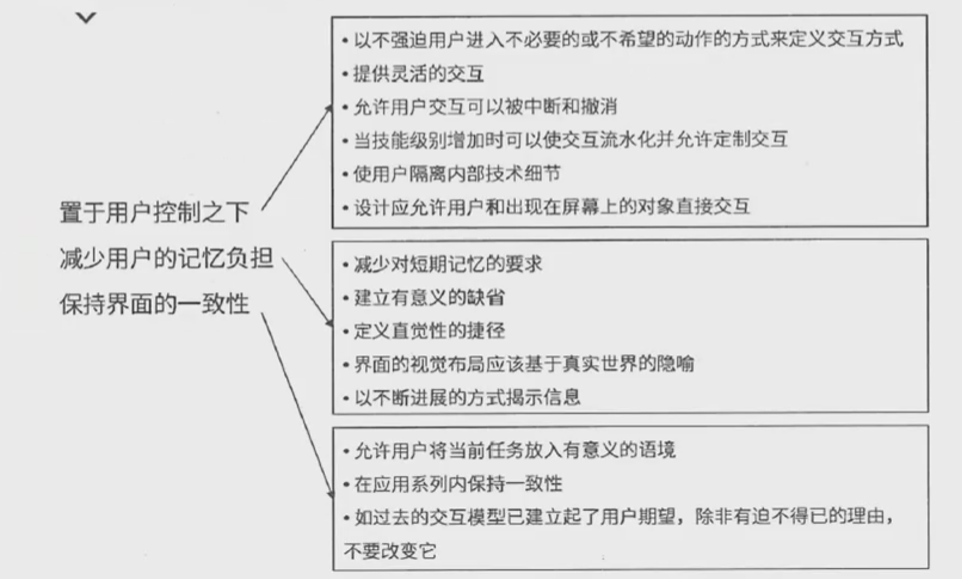 • 以不强迫用户进入不必要的或不希望的动作的方式来定义交互方式
• 提供灵活的交互
• 允许用户交互可以被中断和撤消
• 当技能级别增加时可以使交互流水化并允许定制交互
• 使用户隔离内部技术细节
• 设计应允许用户和出现在屏幕上的对象直接交互
置于用户控制之下
减少用户的记忆负担
保持界面的一致性
• 减少对短期记忆的要求
• 建立有意义的缺省
• 定义直觉性的捷径
• 界面的视觉布局应该基于真实世界的隐喻
• 以不断进展的方式揭示信息
• 允许用户将当前任务放入有意义的语境
• 在应用系列内保持一致性
• 如过去的交互模型已建立起了用户期望，除非有迫不得已的理由，
不要改变它